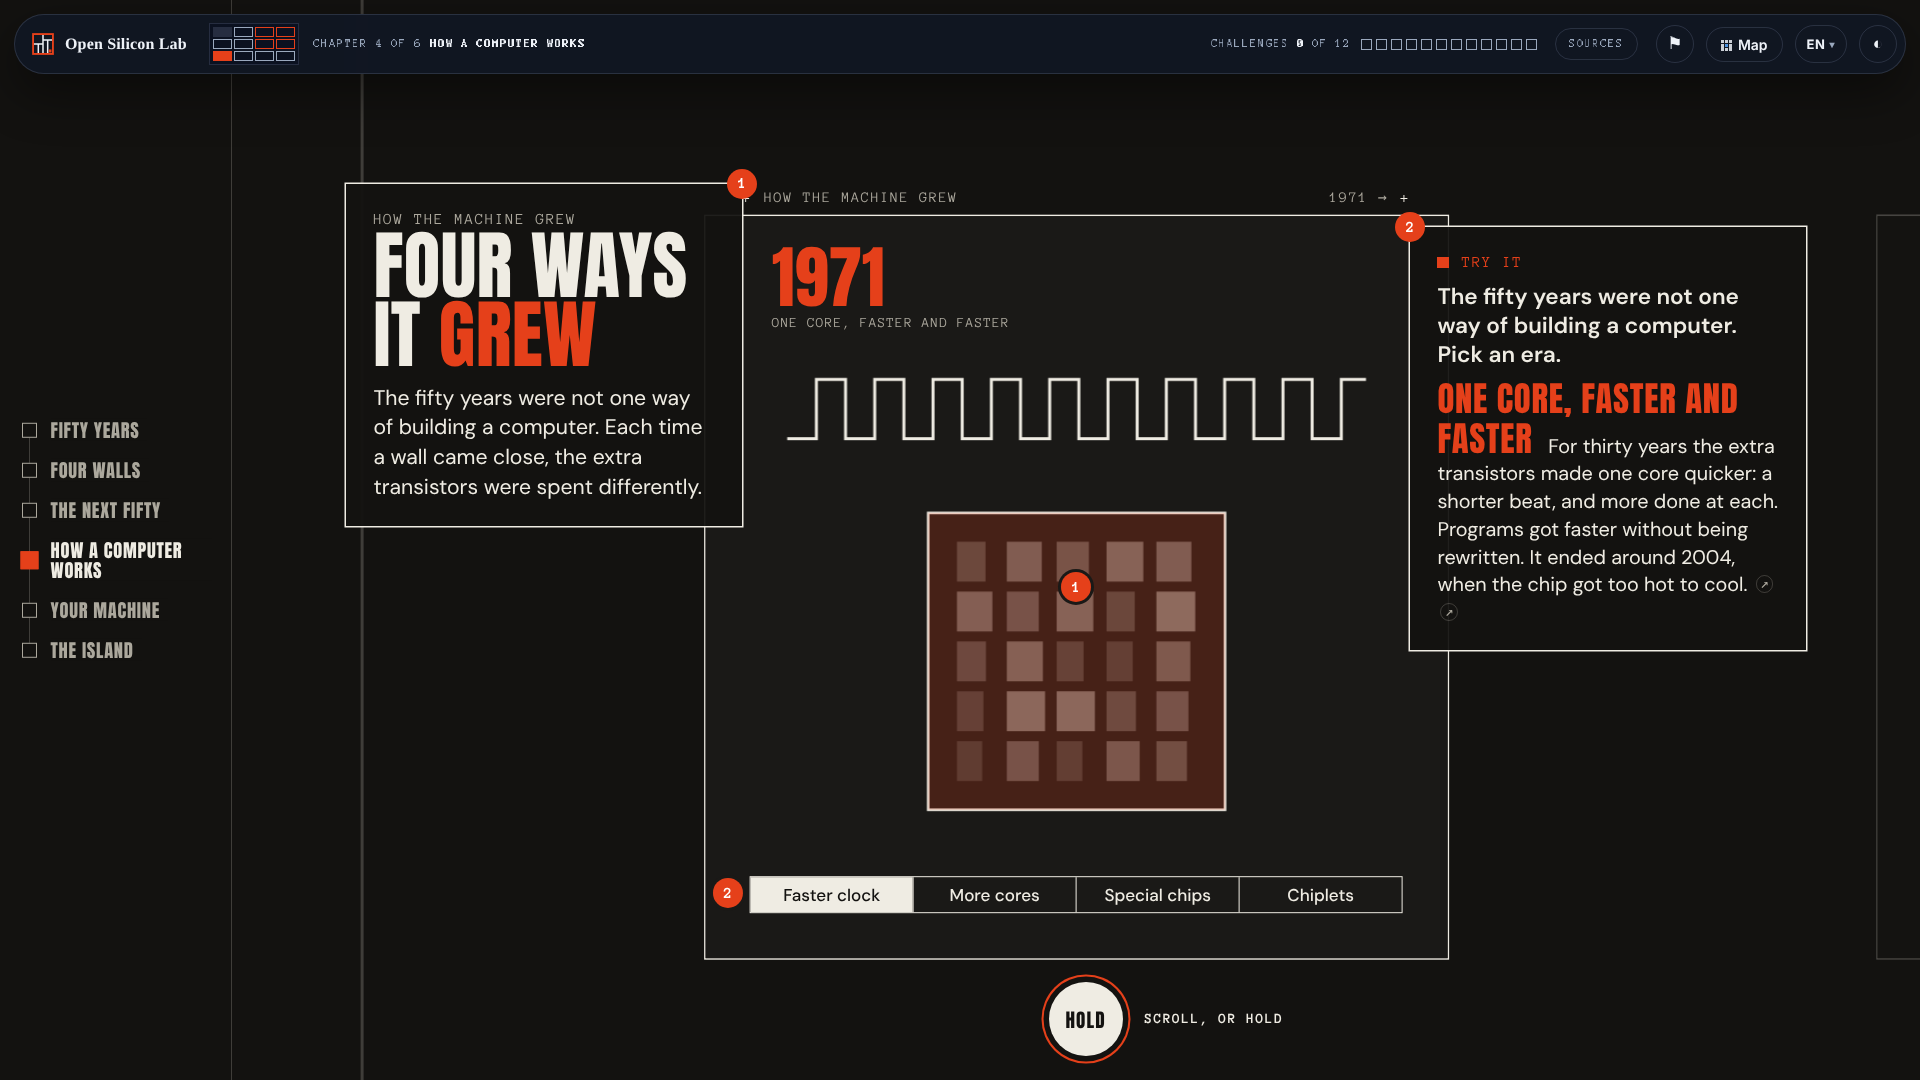 Open Silicon Lab
CHAPTER 4 OF 6 HOW A COMPUTER WORKS
CHALLENGES 0 OF 12
SOURCES
Map
EN
FIFTY YEARS
FOUR WALLS
THE NEXT FIFTY
HOW A COMPUTER
WORKS
YOUR MACHINE
THE ISLAND
1
HOW THE MACHINE GREW
FOUR WAYS
IT GREW
The fifty years were not one way
of building a computer. Each time
a wall came close, the extra
transistors were spent differently.
HOW THE MACHINE GREW
1971 → +
1971
ONE CORE, FASTER AND FASTER
1
2
Faster clock
More cores
Special chips
Chiplets
2
TRY IT
The fifty years were not one
way of building a computer.
Pick an era.
ONE CORE, FASTER AND
FASTER For thirty years the extra
transistors made one core quicker: a
shorter beat, and more done at each.
Programs got faster without being
rewritten. It ended around 2004,
when the chip got too hot to cool. ↗
↗
HOLD
SCROLL, OR HOLD